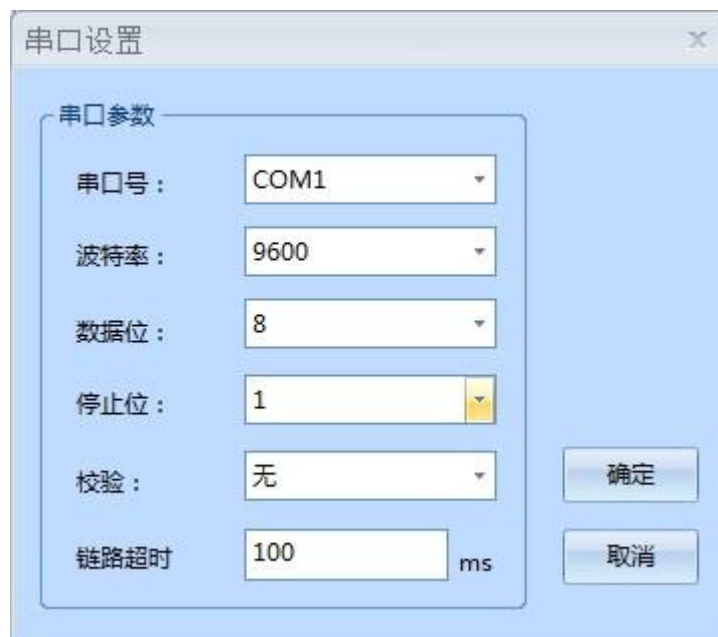 串口设置
串口参数
串口号：
COM1
波特率：
9600
数据位：
8
停止位：
1
校验：
无
确定
链路超时
100
ms
取消